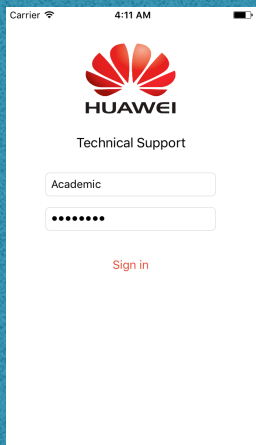 Carrier
4:11 AM
HUAWEI
Technical Support
Academic
••••••••
Sign in